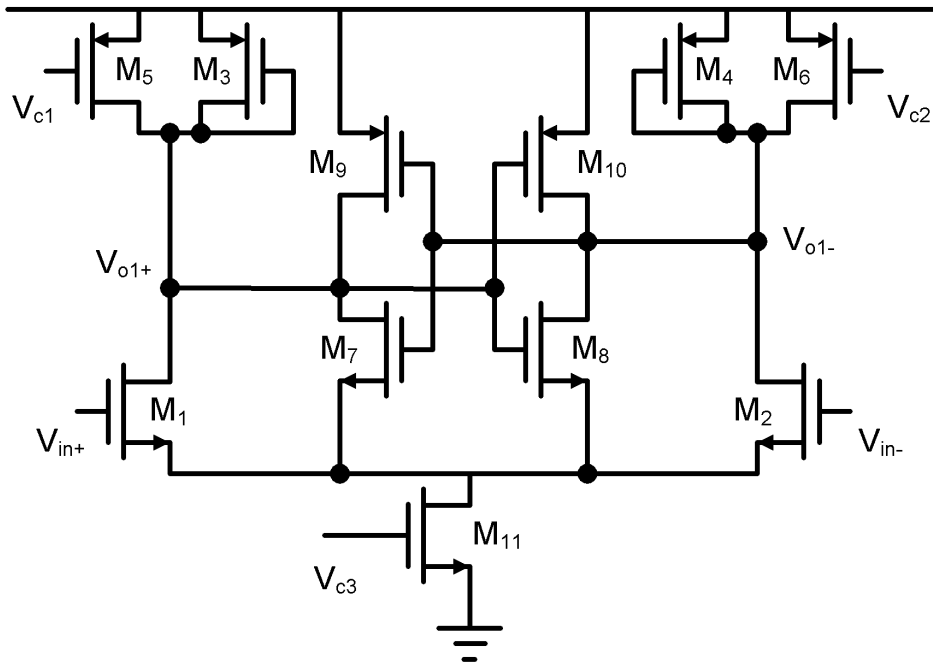 M5
M3
M4
M6
Vc1
Vc2
M9
M10
Vo1+
Vo1-
M7
M8
M1
M2
Vin+
Vin-
M11
Vc3